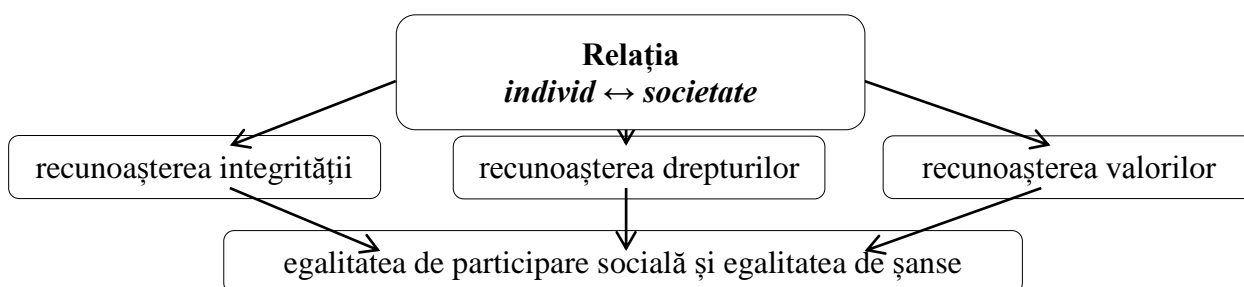 Relația
individ ↔ societate
recunoașterea integrității
recunoașterea drepturilor
recunoașterea valorilor
egalitatea de participare socială și egalitatea de șanse